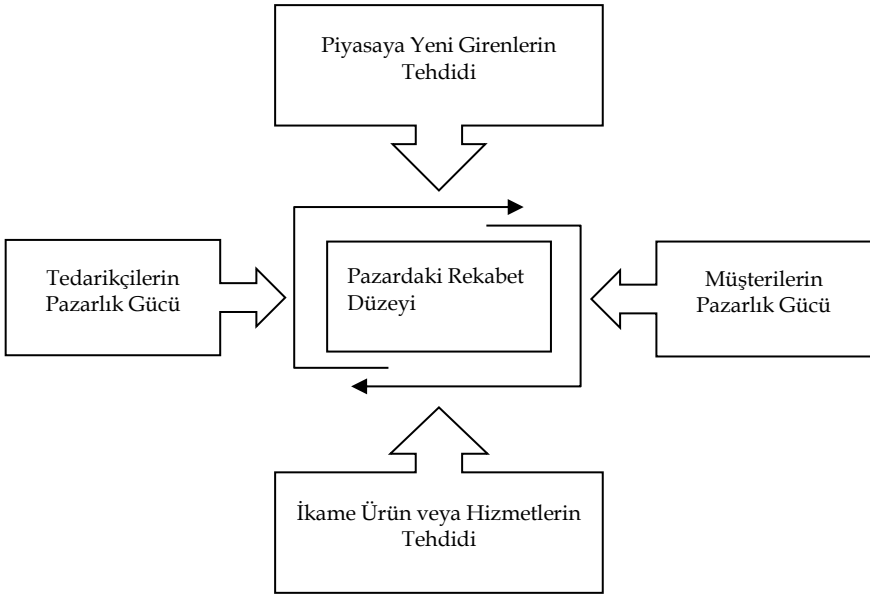 Piyasaya Yeni Girenlerin
Tehdidi
Tedarikçilerin
Pazarlık Gücü
Pazardaki Rekabet
Düzeyi
Müşterilerin
Pazarlık Gücü
İkame Ürün veya Hizmetlerin
Tehdidi